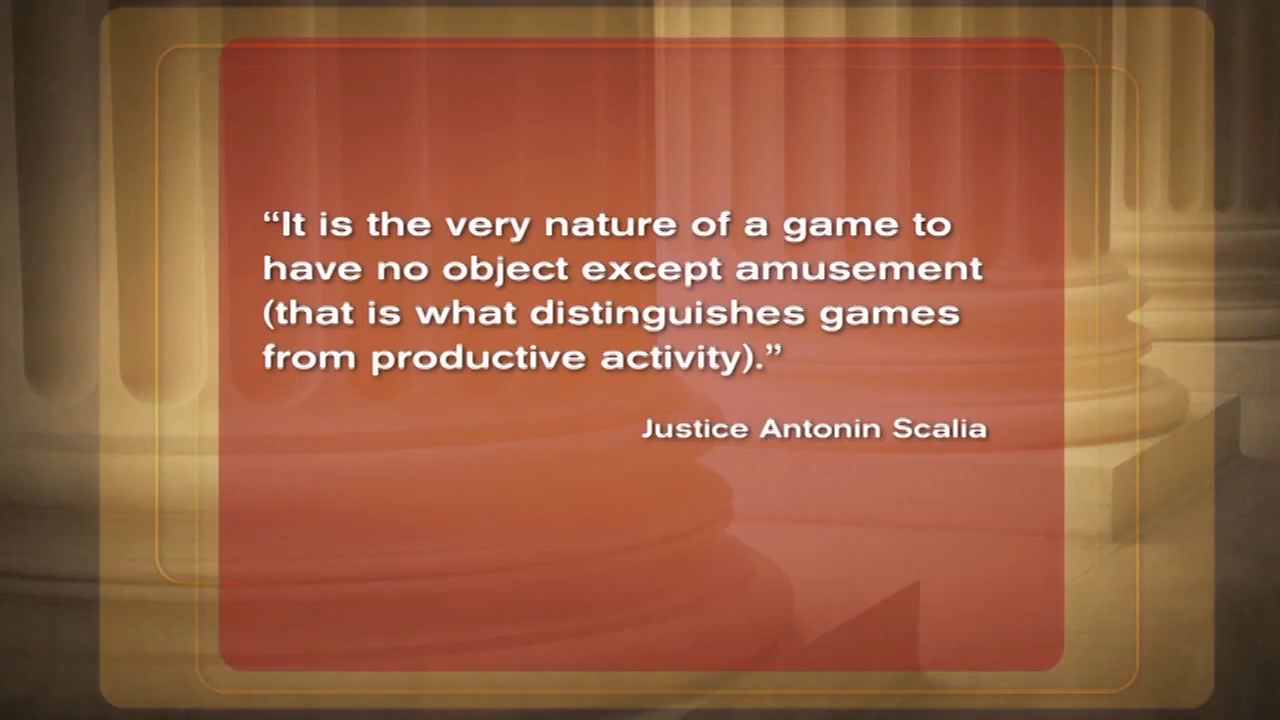 “It is the very nature of a game to
have no object except amusement
(that is what distinguishes games
from productive activity).”
Justice Antonin Scalia